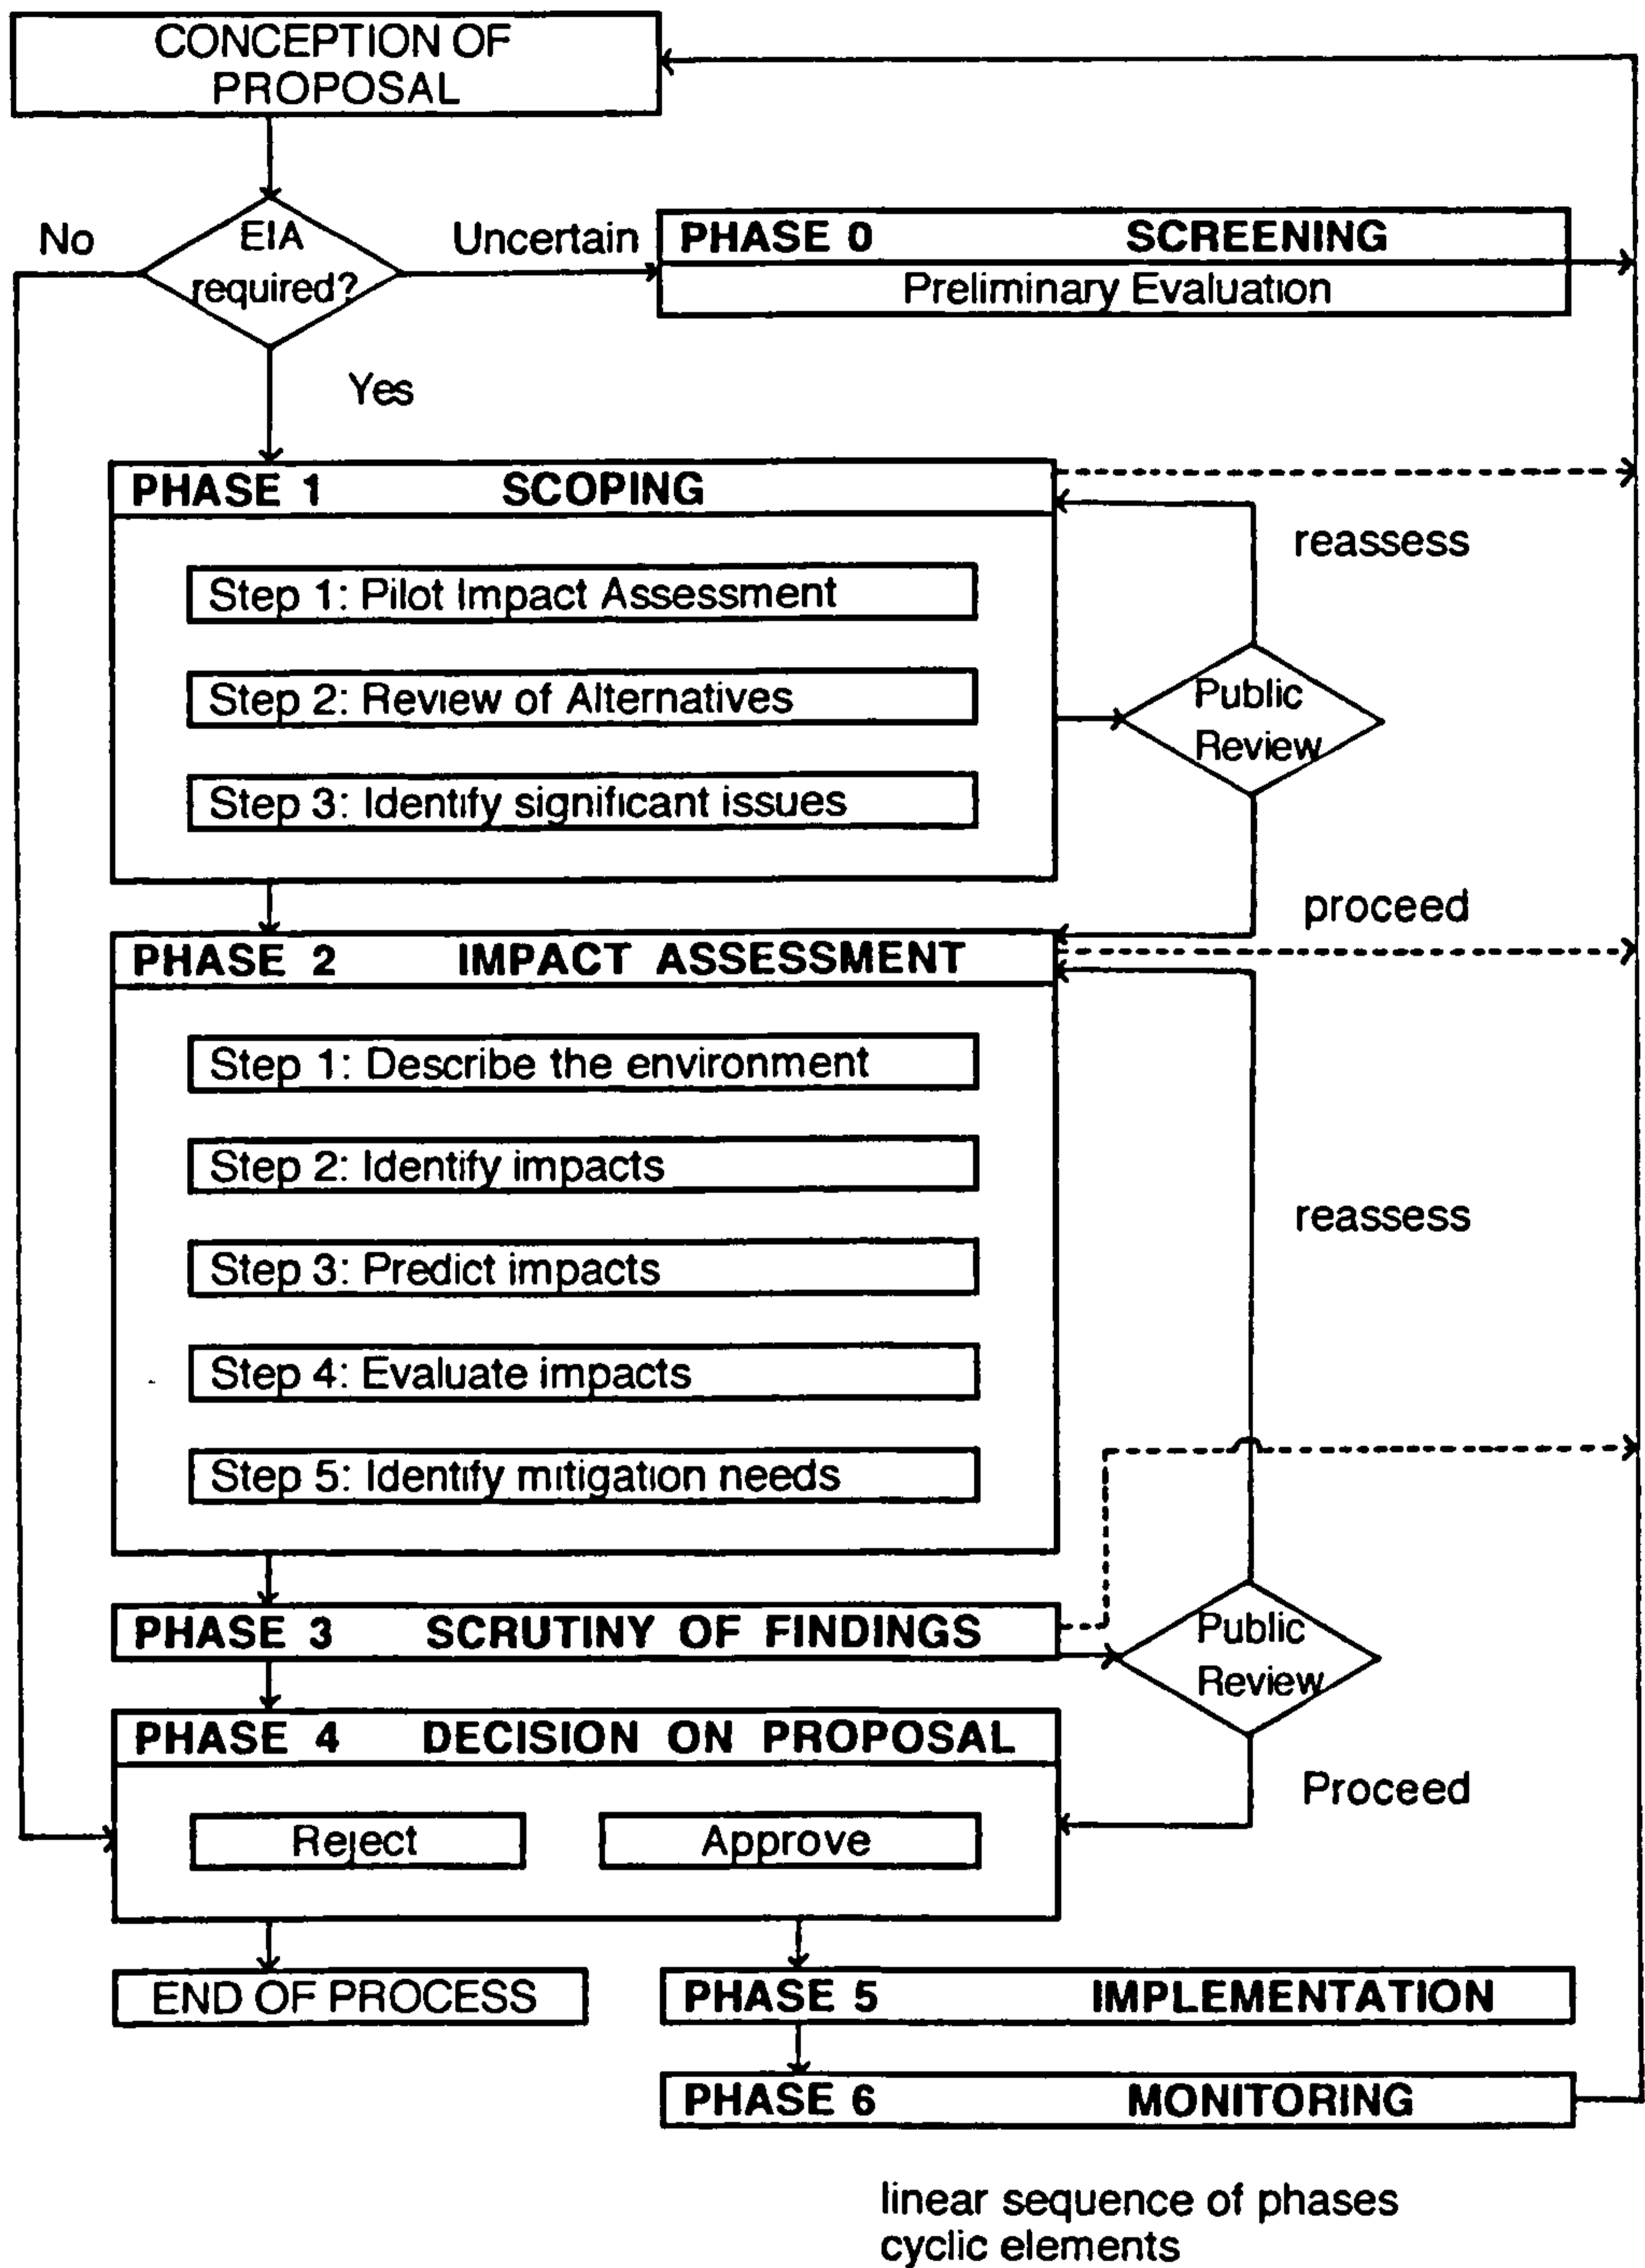 CONCEPTION OF
PROPOSAL
No
EIA
required?
Uncertain
PHASE 0 SCREENING
Preliminary Evaluation
Yes
PHASE 1 SCOPING
reassess
Step 1: Pilot Impact Assessment
Step 2: Review of Alternatives
Public
Review
Step 3: Identify significant issues
proceed
PHASE 2 IMPACT ASSESSMENT
Step 1: Describe the environment
Step 2: Identify impacts
reassess
Step 3: Predict impacts
Step 4: Evaluate impacts
Step 5: Identify mitigation needs
PHASE 3 SCRUTINY OF FINDINGS
Public
Review
PHASE 4 DECISION ON PROPOSAL
Proceed
Reject
Approve
END OF PROCESS
PHASE 5 IMPLEMENTATION
PHASE 6 MONITORING
linear sequence of phases
cyclic elements